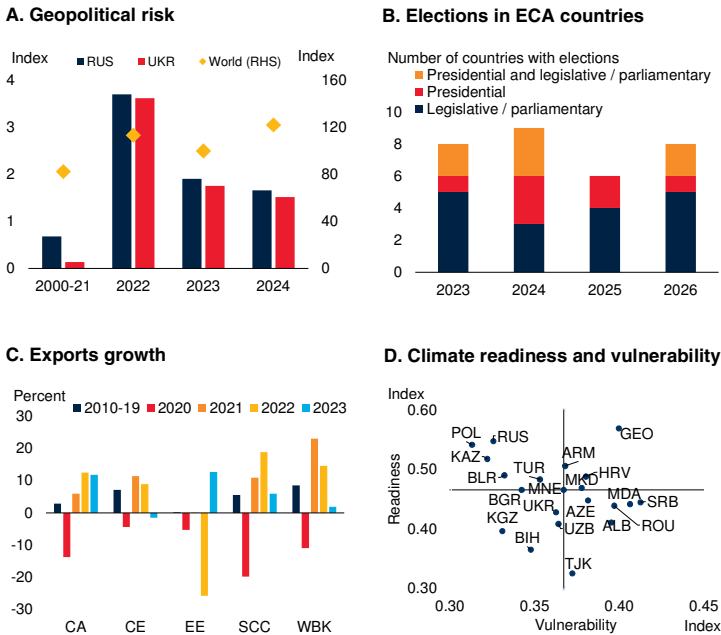 A. Geopolitical risk
Index
RUS UKR World (RHS)
Index
4
3
2
1
0
160
120
80
40
0
2000-21 2022 2023 2024
B. Elections in ECA countries
Number of countries with elections
Presidential and legislative / parliamentary
Presidential
Legislative / parliamentary
10
8
6
4
2
0
2023 2024 2025 2026
C. Exports growth
Percent
2010-19 2020 2021 2022 2023
30
20
10
0
-10
-20
-30
CA CE EE SCC WBK
D. Climate readiness and vulnerability
Index
0.60
0.50
0.40
0.30
Readiness
POL RUS GEO
KAZ ARM
BLR TUR HRV
MNE MKD
BGR UKR AZE MDA SRB
KGZ UZB ALB ROU
BIH
TJK
0.30 0.35 0.40 0.45
Vulnerability Index